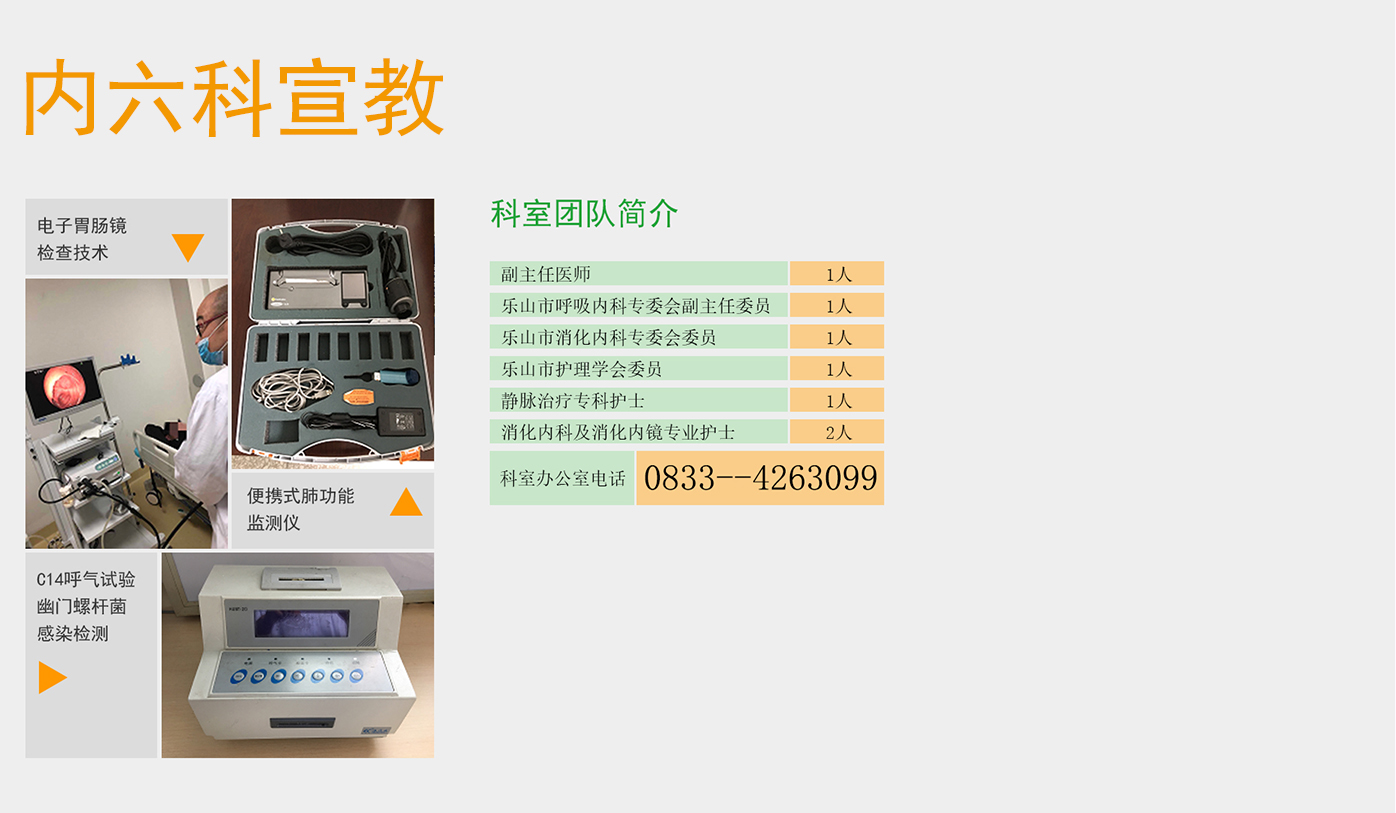 内六科宣教
电子胃肠镜
检查技术
便携式肺功能
监测仪
C14呼气试验
幽门螺杆菌
感染检测
科室团队简介
副主任医师 1人
乐山市呼吸内科专委会副主任委员 1人
乐山市消化内科专委会委员 1人
乐山市护理学会委员 1人
静脉治疗专科护士 1人
消化内科及消化内镜专业护士 2人
科室办公室电话 0833--4263099